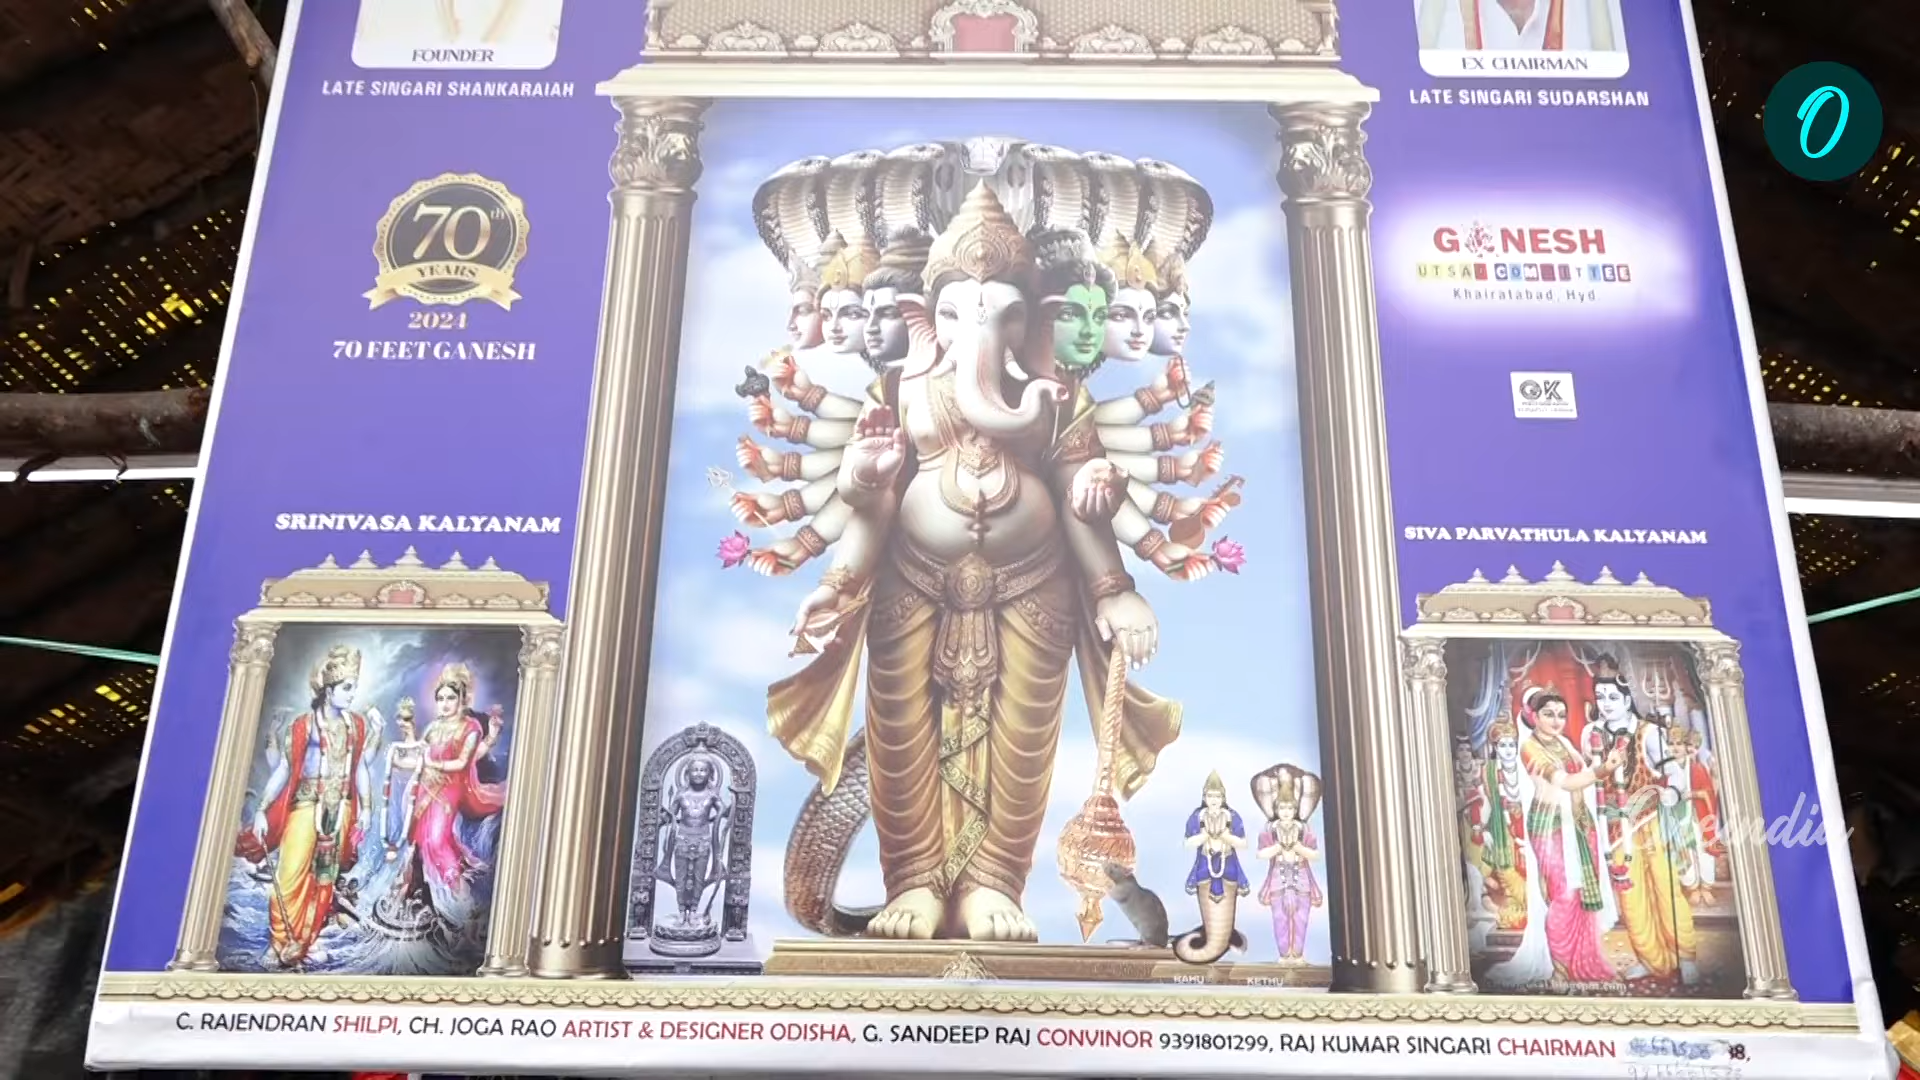 FOUNDER
LATE SINGARI SHANKARAIAH
EX CHAIRMAN
LATE SINGARI SUDARSHAN
70th
YEARS
2024
70 FEET GANESH
GANESH
UTSAV COMMITTEE
Khairatabad, Hyd
GK
SRINIVASA KALYANAM
SIVA PARVATHULA KALYANAM
RAHU
KETHU
Oneindia
C. RAJENDRAN SHILPI, CH. JOGA RAO ARTIST & DESIGNER ODISHA, G. SANDEEP RAJ CONVINOR 9391801299, RAJ KUMAR SINGARI CHAIRMAN